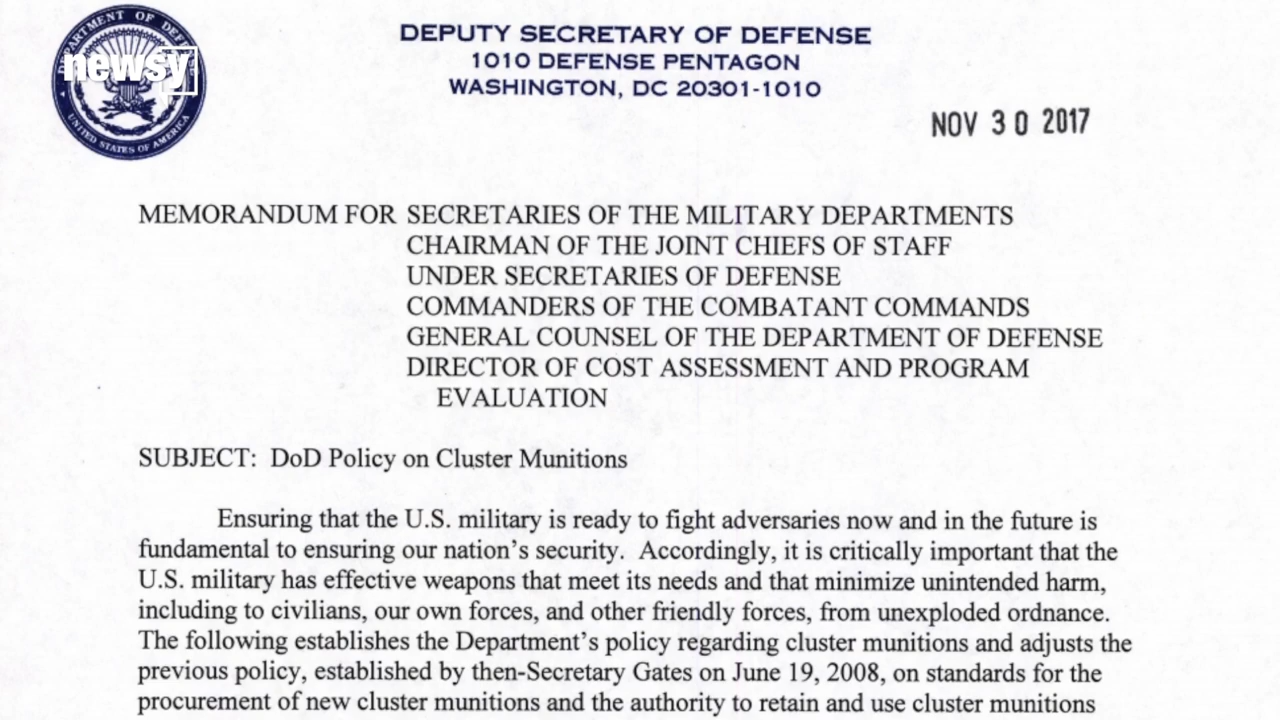 DEPARTMENT OF DEFENSE
UNITED STATES OF AMERICA
newsy
DEPUTY SECRETARY OF DEFENSE
1010 DEFENSE PENTAGON
WASHINGTON, DC 20301-1010
NOV 30 2017
MEMORANDUM FOR SECRETARIES OF THE MILITARY DEPARTMENTS
CHAIRMAN OF THE JOINT CHIEFS OF STAFF
UNDER SECRETARIES OF DEFENSE
COMMANDERS OF THE COMBATANT COMMANDS
GENERAL COUNSEL OF THE DEPARTMENT OF DEFENSE
DIRECTOR OF COST ASSESSMENT AND PROGRAM
EVALUATION
SUBJECT: DoD Policy on Cluster Munitions
Ensuring that the U.S. military is ready to fight adversaries now and in the future is
fundamental to ensuring our nation's security. Accordingly, it is critically important that the
U.S. military has effective weapons that meet its needs and that minimize unintended harm,
including to civilians, our own forces, and other friendly forces, from unexploded ordnance.
The following establishes the Department's policy regarding cluster munitions and adjusts the
previous policy, established by then-Secretary Gates on June 19, 2008, on standards for the
procurement of new cluster munitions and the authority to retain and use cluster munitions